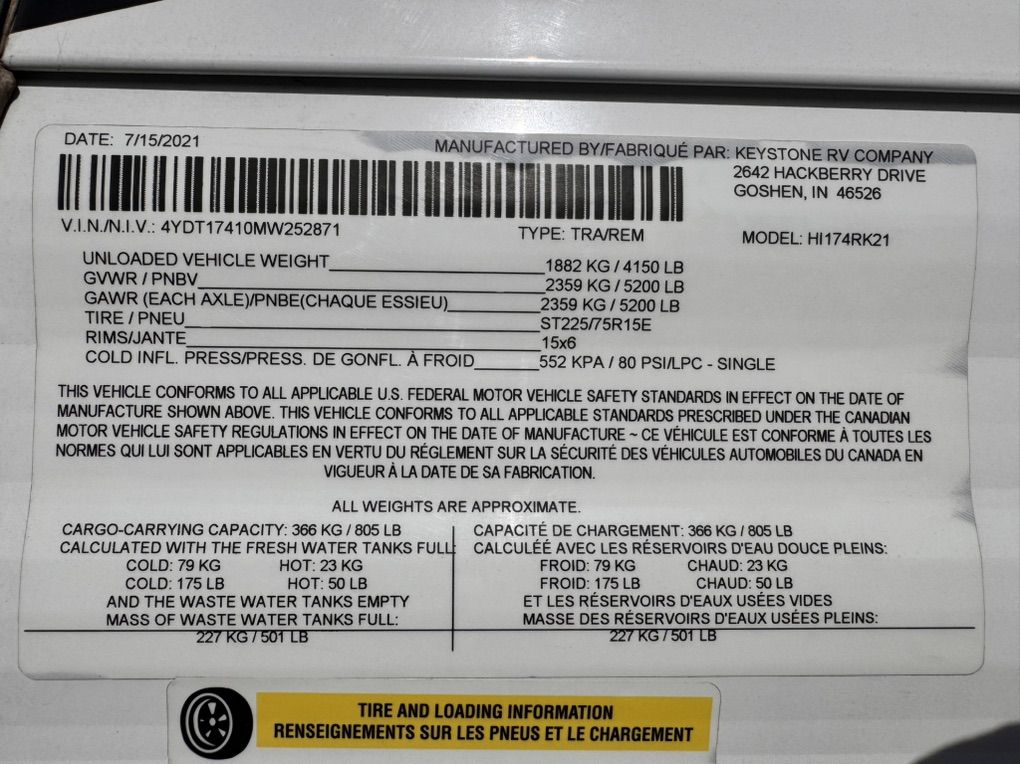 DATE: 7/15/2021
MANUFACTURED BY/FABRIQUÉ PAR: KEYSTONE RV COMPANY
2642 HACKBERRY DRIVE
GOSHEN, IN 46526
V.I.N./N.I.V.: 4YDT17410MW252871
TYPE: TRA/REM
MODEL: HI174RK21
UNLOADED VEHICLE WEIGHT 1882 KG / 4150 LB
GVWR / PNBV 2359 KG / 5200 LB
GAWR (EACH AXLE)/PNBE(CHAQUE ESSIEU) 2359 KG / 5200 LB
TIRE / PNEU ST225/75R15E
RIMS/JANTE 15x6
COLD INFL. PRESS/PRESS. DE GONFL. À FROID 552 KPA / 80 PSI/LPC - SINGLE
THIS VEHICLE CONFORMS TO ALL APPLICABLE U.S. FEDERAL MOTOR VEHICLE SAFETY STANDARDS IN EFFECT ON THE DATE OF
MANUFACTURE SHOWN ABOVE. THIS VEHICLE CONFORMS TO ALL APPLICABLE STANDARDS PRESCRIBED UNDER THE CANADIAN
MOTOR VEHICLE SAFETY REGULATIONS IN EFFECT ON THE DATE OF MANUFACTURE ~ CE VÉHICULE EST CONFORME À TOUTES LES
NORMES QUI LUI SONT APPLICABLES EN VERTU DU RÉGLEMENT SUR LA SÉCURITÉ DES VÉHICULES AUTOMOBILES DU CANADA EN
VIGUEUR À LA DATE DE SA FABRICATION.
ALL WEIGHTS ARE APPROXIMATE.
CARGO-CARRYING CAPACITY: 366 KG / 805 LB
CALCULATED WITH THE FRESH WATER TANKS FULL:
COLD: 79 KG HOT: 23 KG
COLD: 175 LB HOT: 50 LB
AND THE WASTE WATER TANKS EMPTY
MASS OF WASTE WATER TANKS FULL:
227 KG / 501 LB
CAPACITÉ DE CHARGEMENT: 366 KG / 805 LB
CALCULÉE AVEC LES RÉSERVOIRS D'EAU DOUCE PLEINS:
FROID: 79 KG CHAUD: 23 KG
FROID: 175 LB CHAUD: 50 LB
ET LES RÉSERVOIRS D'EAUX USÉES VIDES
MASSE DES RÉSERVOIRS D'EAUX USÉES PLEINS:
227 KG / 501 LB
TIRE AND LOADING INFORMATION
RENSEIGNEMENTS SUR LES PNEUS ET LE CHARGEMENT